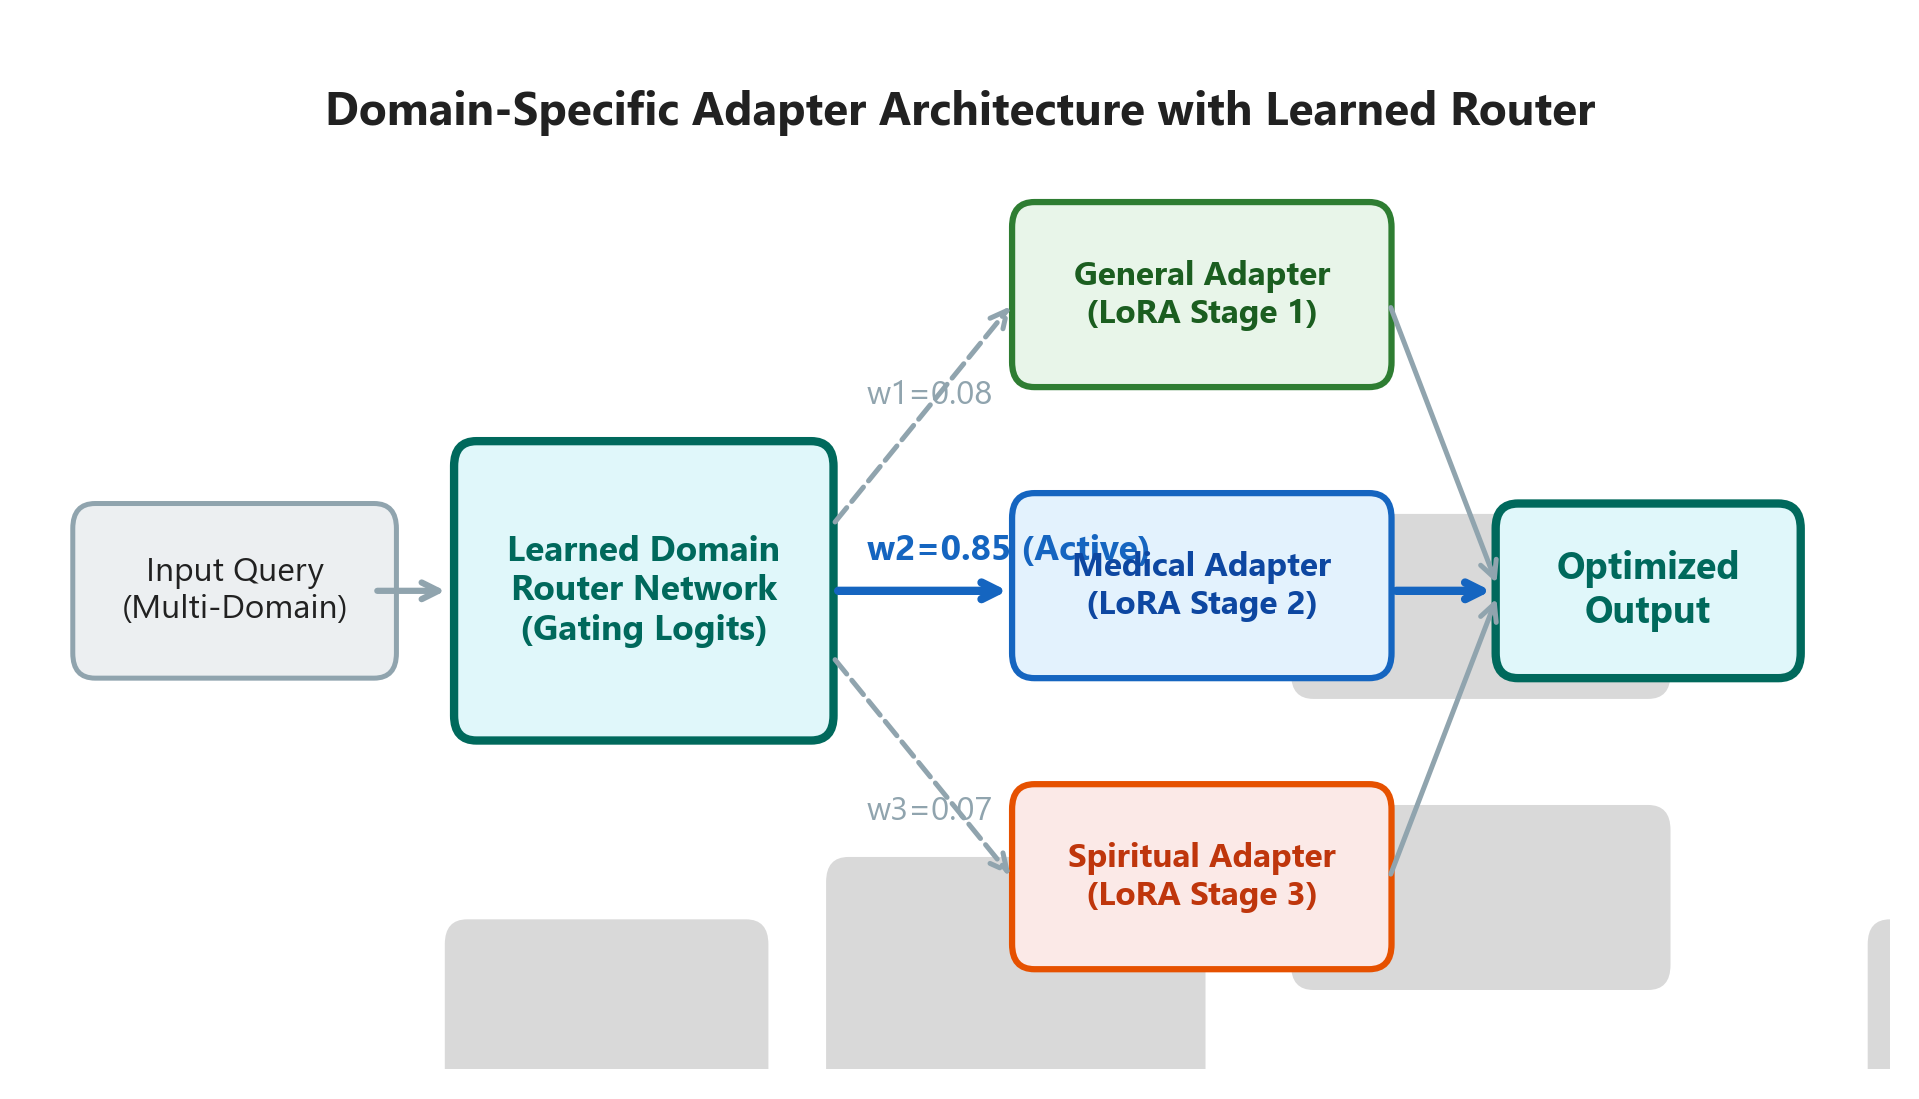 Domain-Specific Adapter Architecture with Learned Router
Input Query
(Multi-Domain)
Learned Domain
Router Network
(Gating Logits)
w1=0.08
w2=0.85 (Active)
w3=0.07
General Adapter
(LoRA Stage 1)
Medical Adapter
(LoRA Stage 2)
Spiritual Adapter
(LoRA Stage 3)
Optimized
Output